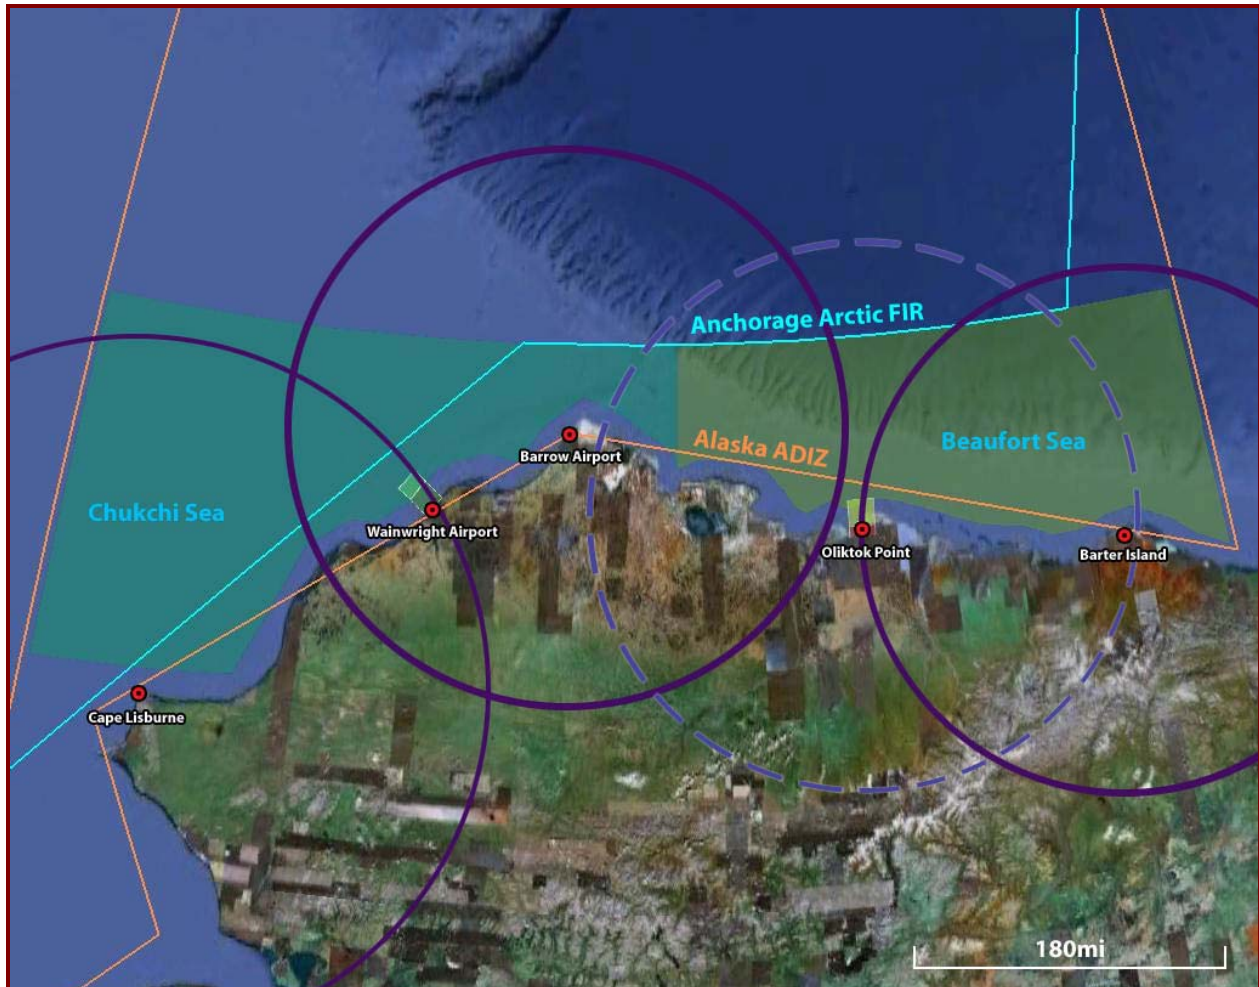 Anchorage Arctic FIR
Alaska ADIZ
Beaufort Sea
Barrow Airport
Chukchi Sea
Wainwright Airport
Oliktok Point
Barter Island
Cape Lisburne
180mi